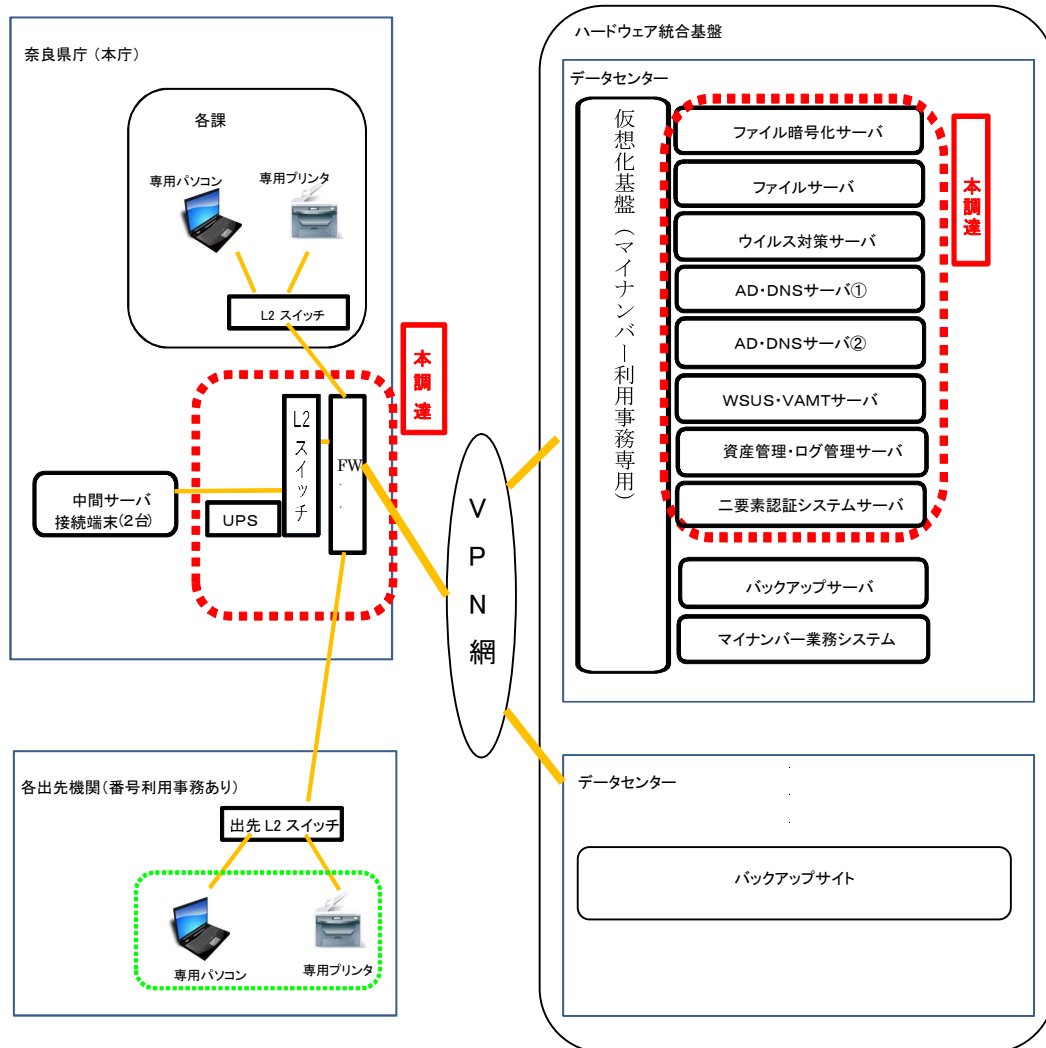 奈良県庁（本庁）
各課
専用パソコン
専用プリンタ
L2 スイッチ
本調達
L2スイッチ
FW
UPS
中間サーバ
接続端末(2台)
各出先機関(番号利用事務あり)
出先 L2 スイッチ
専用パソコン
専用プリンタ
VPN網
ハードウェア統合基盤
データセンター
仮想化基盤（マイナンバー利用事務専用）
ファイル暗号化サーバ
ファイルサーバ
ウイルス対策サーバ
AD・DNSサーバ①
AD・DNSサーバ②
WSUS・VAMTサーバ
資産管理・ログ管理サーバ
二要素認証システムサーバ
バックアップサーバ
マイナンバー業務システム
本調達
データセンター
バックアップサイト